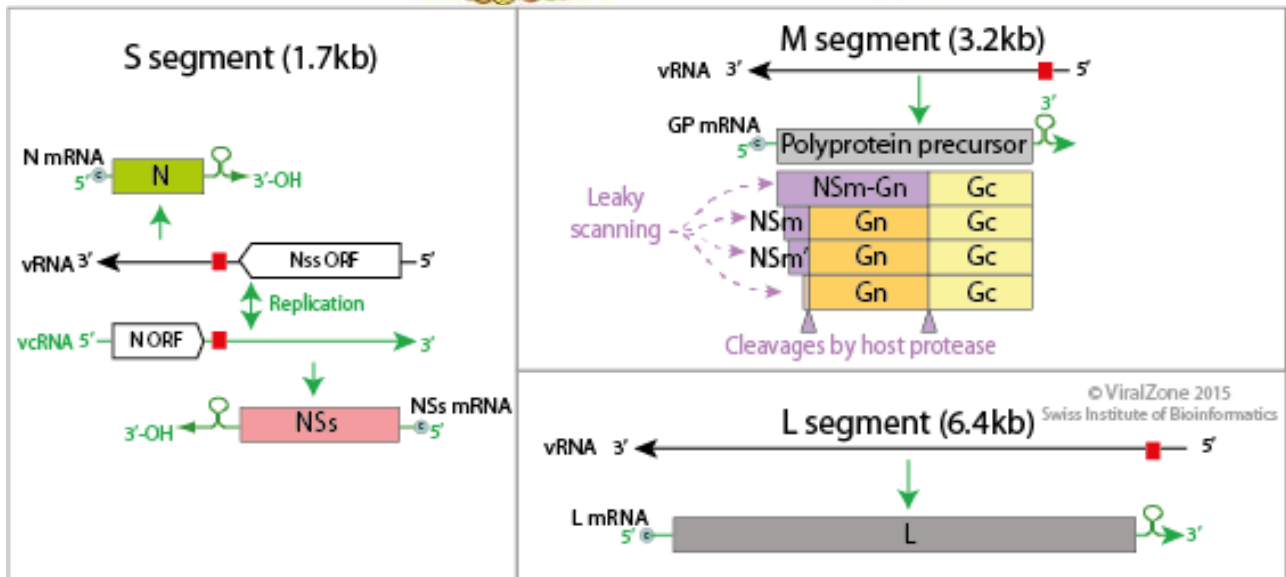 S segment (1.7kb)
N mRNA
5′ c N 3′-OH
vRNA 3′ Nss ORF 5′
Replication
vcRNA 5′ N ORF 3′
NSs mRNA
3′-OH NSs c 5′
M segment (3.2kb)
vRNA 3′ 5′
3′
GP mRNA
5′ c Polyprotein precursor
Leaky
scanning
NSm-Gn Gc
NSm Gn Gc
NSm′ Gn Gc
Gn Gc
Cleavages by host protease
© ViralZone 2015
Swiss Institute of Bioinformatics
L segment (6.4kb)
vRNA 3′ 5′
L mRNA
5′ c L 3′